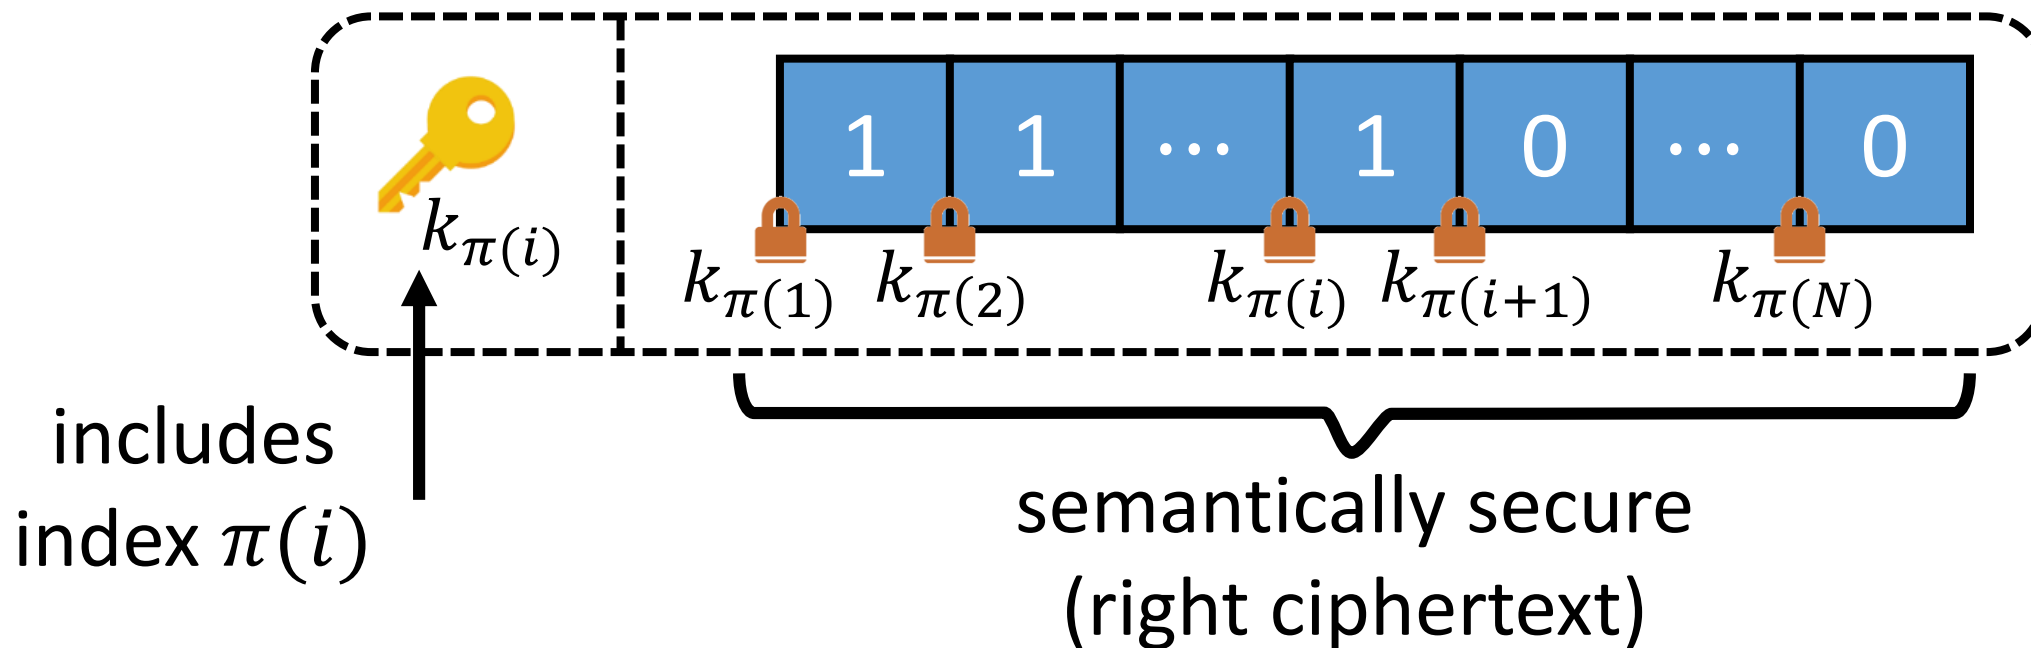 1 1 ⋯ 1 0 ⋯ 0
k_{π(i)}
k_{π(1)} k_{π(2)} k_{π(i)} k_{π(i+1)} k_{π(N)}
includes
index π(i)
semantically secure
(right ciphertext)